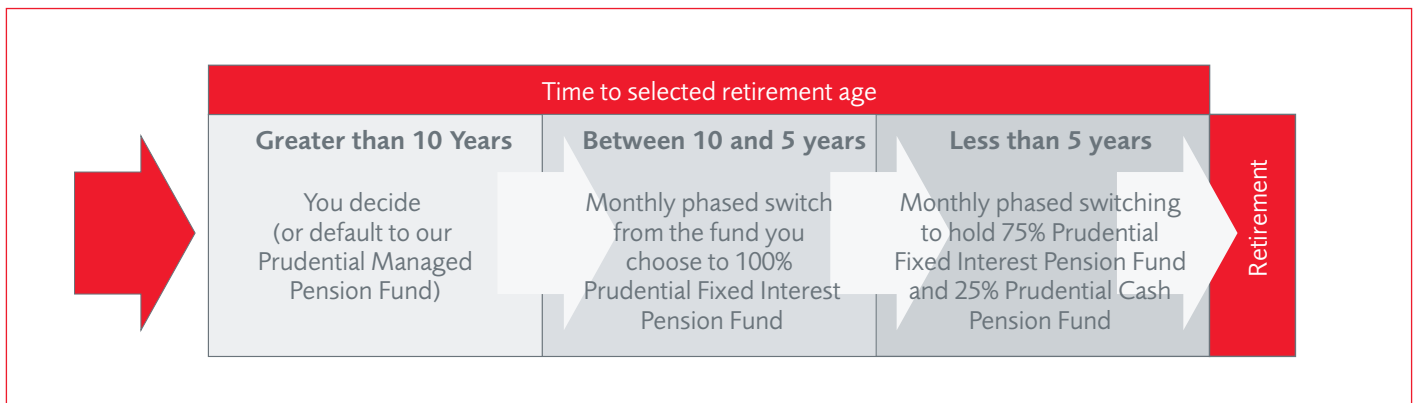 Time to selected retirement age
Greater than 10 Years
You decide
(or default to our
Prudential Managed
Pension Fund)
Between 10 and 5 years
Monthly phased switch
from the fund you
choose to 100%
Prudential Fixed Interest
Pension Fund
Less than 5 years
Monthly phased switching
to hold 75% Prudential
Fixed Interest Pension Fund
and 25% Prudential Cash
Pension Fund
Retirement